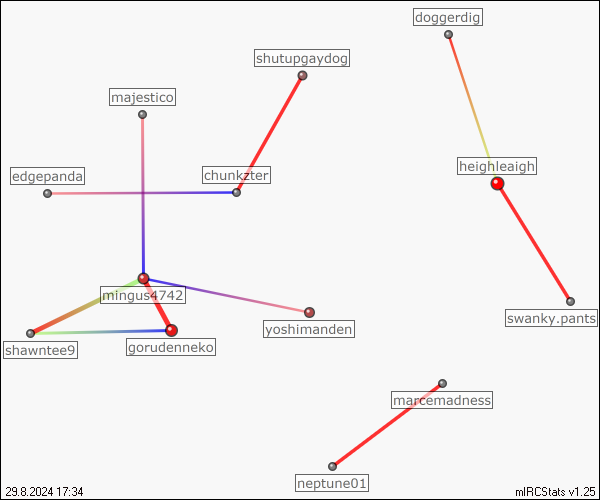 doggerdig
shutupgaydog
majestico
heighleaigh
edgepanda
chunkzter
mingus4742
swanky.pants
yoshimanden
gorudenneko
shawntee9
marcemadness
neptune01
29.8.2024 17:34
mIRCStats v1.25